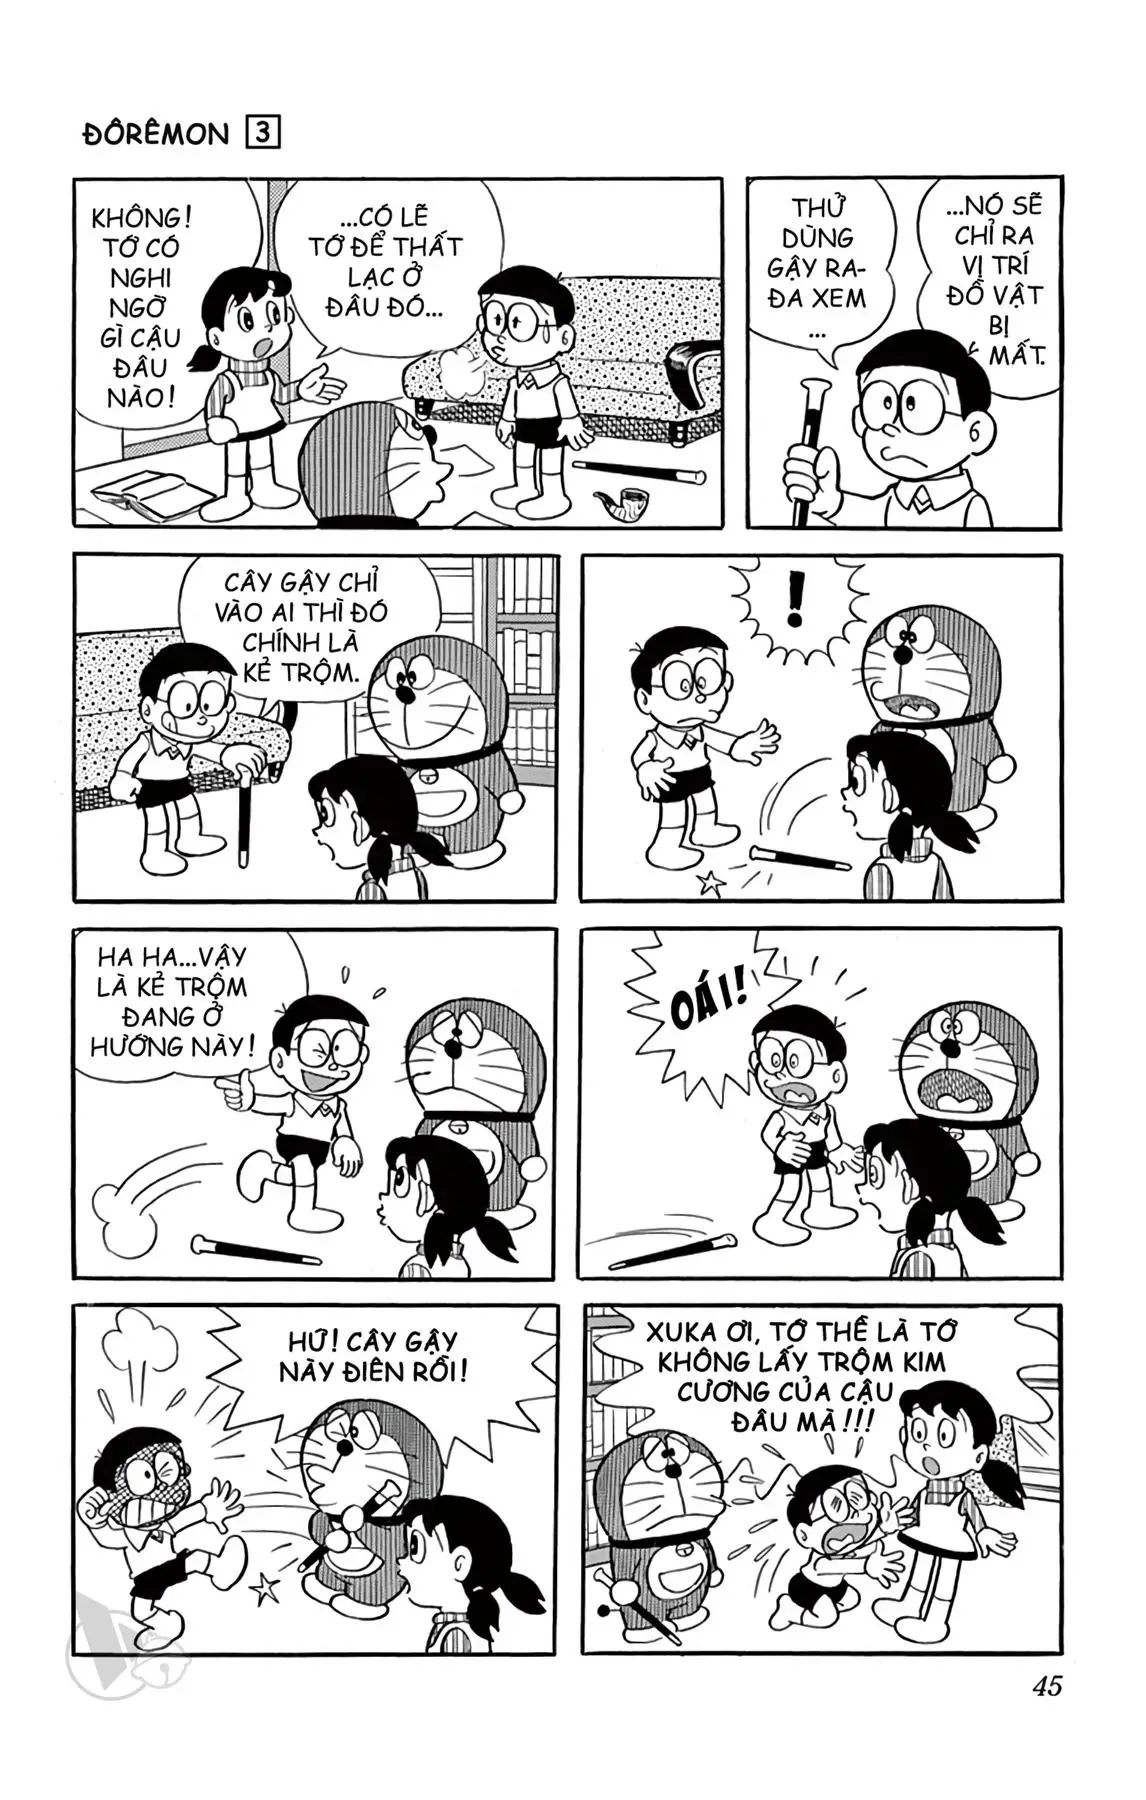 ĐÔRÊMON 3
KHÔNG!
TỚ CÓ
NGHI
NGỜ
GÌ CẬU
ĐÂU
NÀO!
...CÓ LẼ
TỚ ĐỂ THẤT
LẠC Ở
ĐÂU ĐÓ...
THỬ
DÙNG
GẬY RA-
ĐA XEM
...
...NÓ SẼ
CHỈ RA
VỊ TRÍ
ĐỒ VẬT
BỊ
MẤT.
CÂY GẬY CHỈ
VÀO AI THÌ ĐÓ
CHÍNH LÀ
KẺ TRỘM.
!
HA HA...VẬY
LÀ KẺ TRỘM
ĐANG Ở
HƯỚNG NÀY!
OÁI!
HỨ! CÂY GẬY
NÀY ĐIÊN RỒI!
XUKA ƠI, TỚ THỀ LÀ TỚ
KHÔNG LẤY TRỘM KIM
CƯƠNG CỦA CẬU
ĐÂU MÀ!!!
45